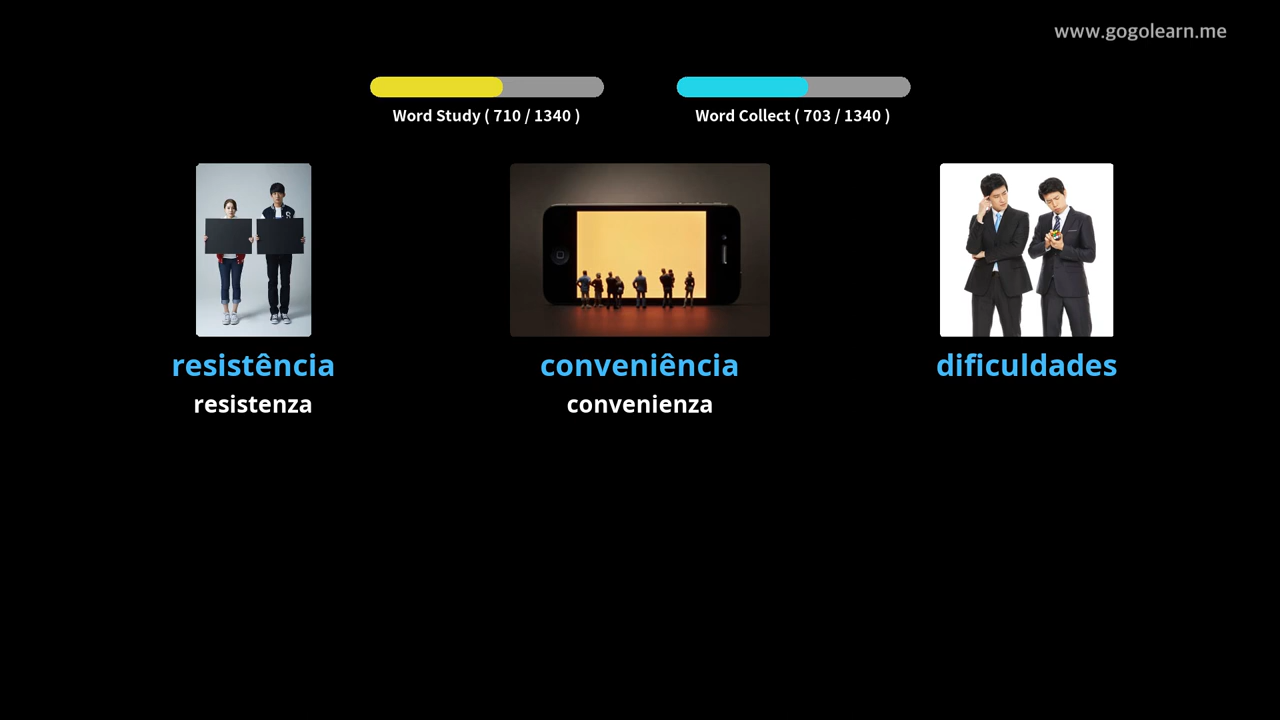 www.gogolearn.me
Word Study ( 710 / 1340 )
Word Collect ( 703 / 1340 )
resistência
conveniência
dificuldades
resistenza
convenienza